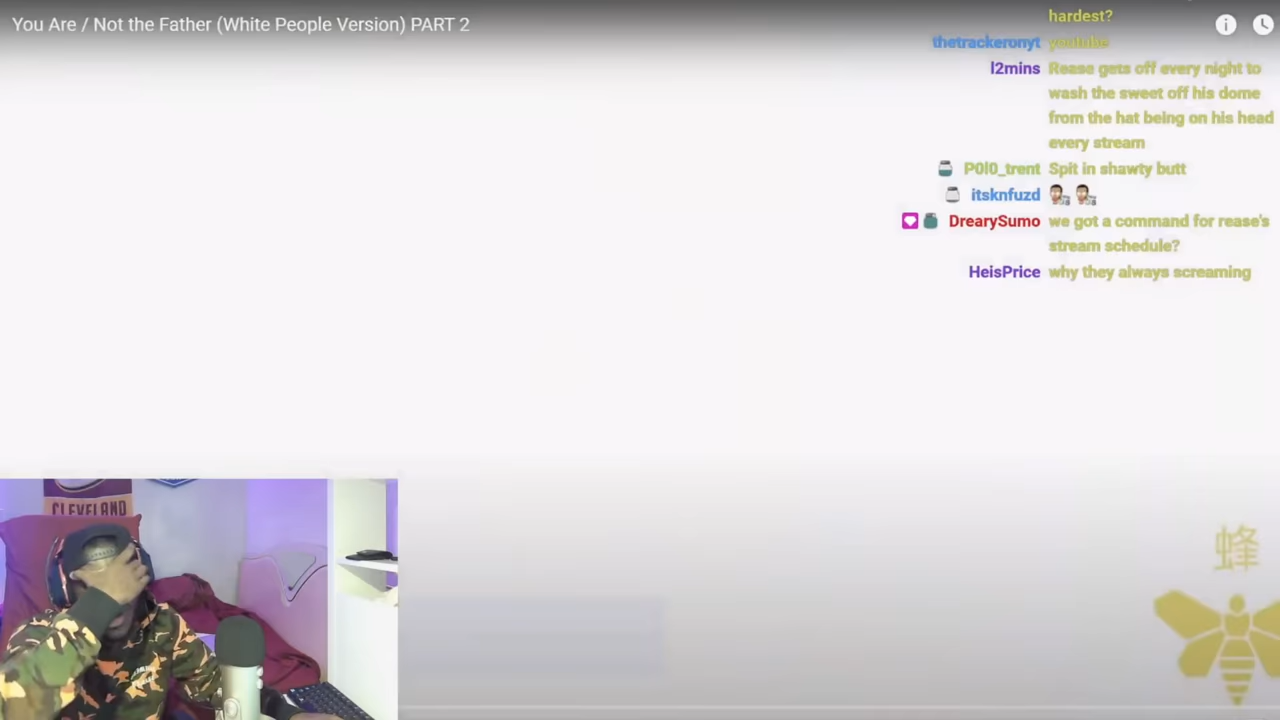 You Are / Not the Father (White People Version) PART 2
hardest?
thetrackeronyt youtube
l2mins Rease gets off every night to
wash the sweet off his dome
from the hat being on his head
every stream
P0l0_trent Spit in shawty butt
itsknfuzd
DrearySumo we got a command for rease's
stream schedule?
HeisPrice why they always screaming
CLEVELAND
蜂